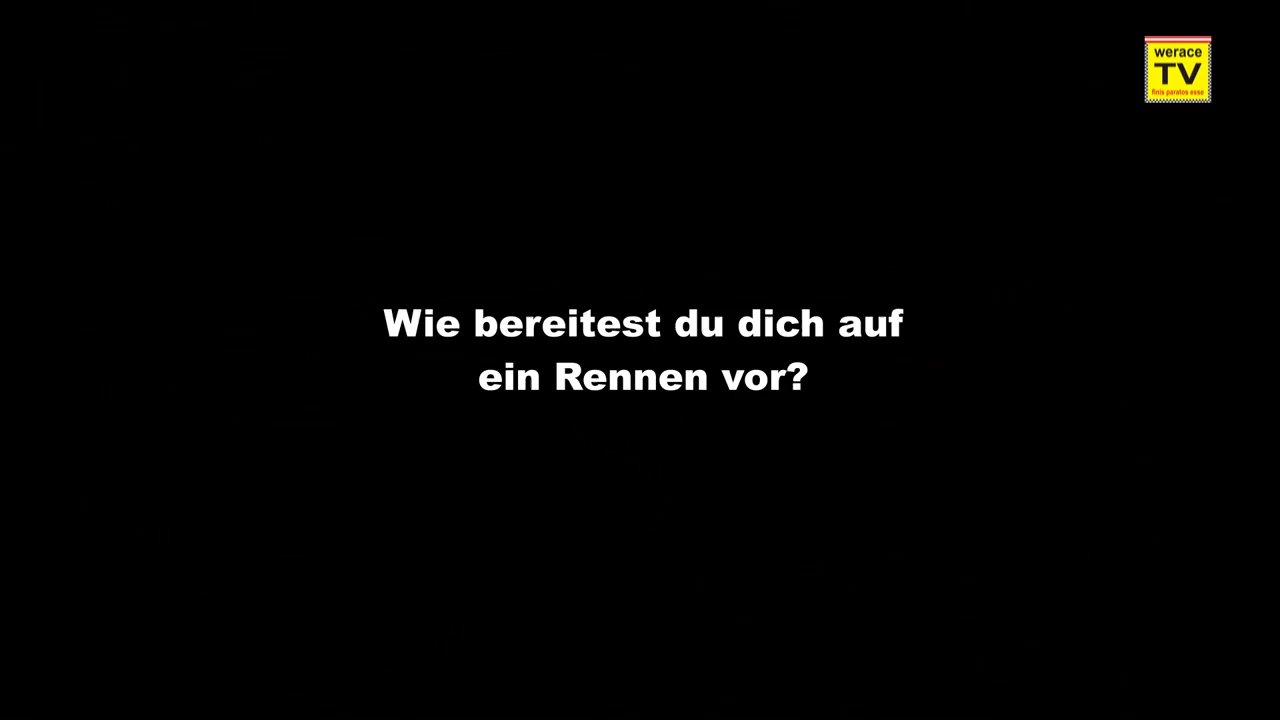 werace
TV
finis paratos esse
Wie bereitest du dich auf
ein Rennen vor?